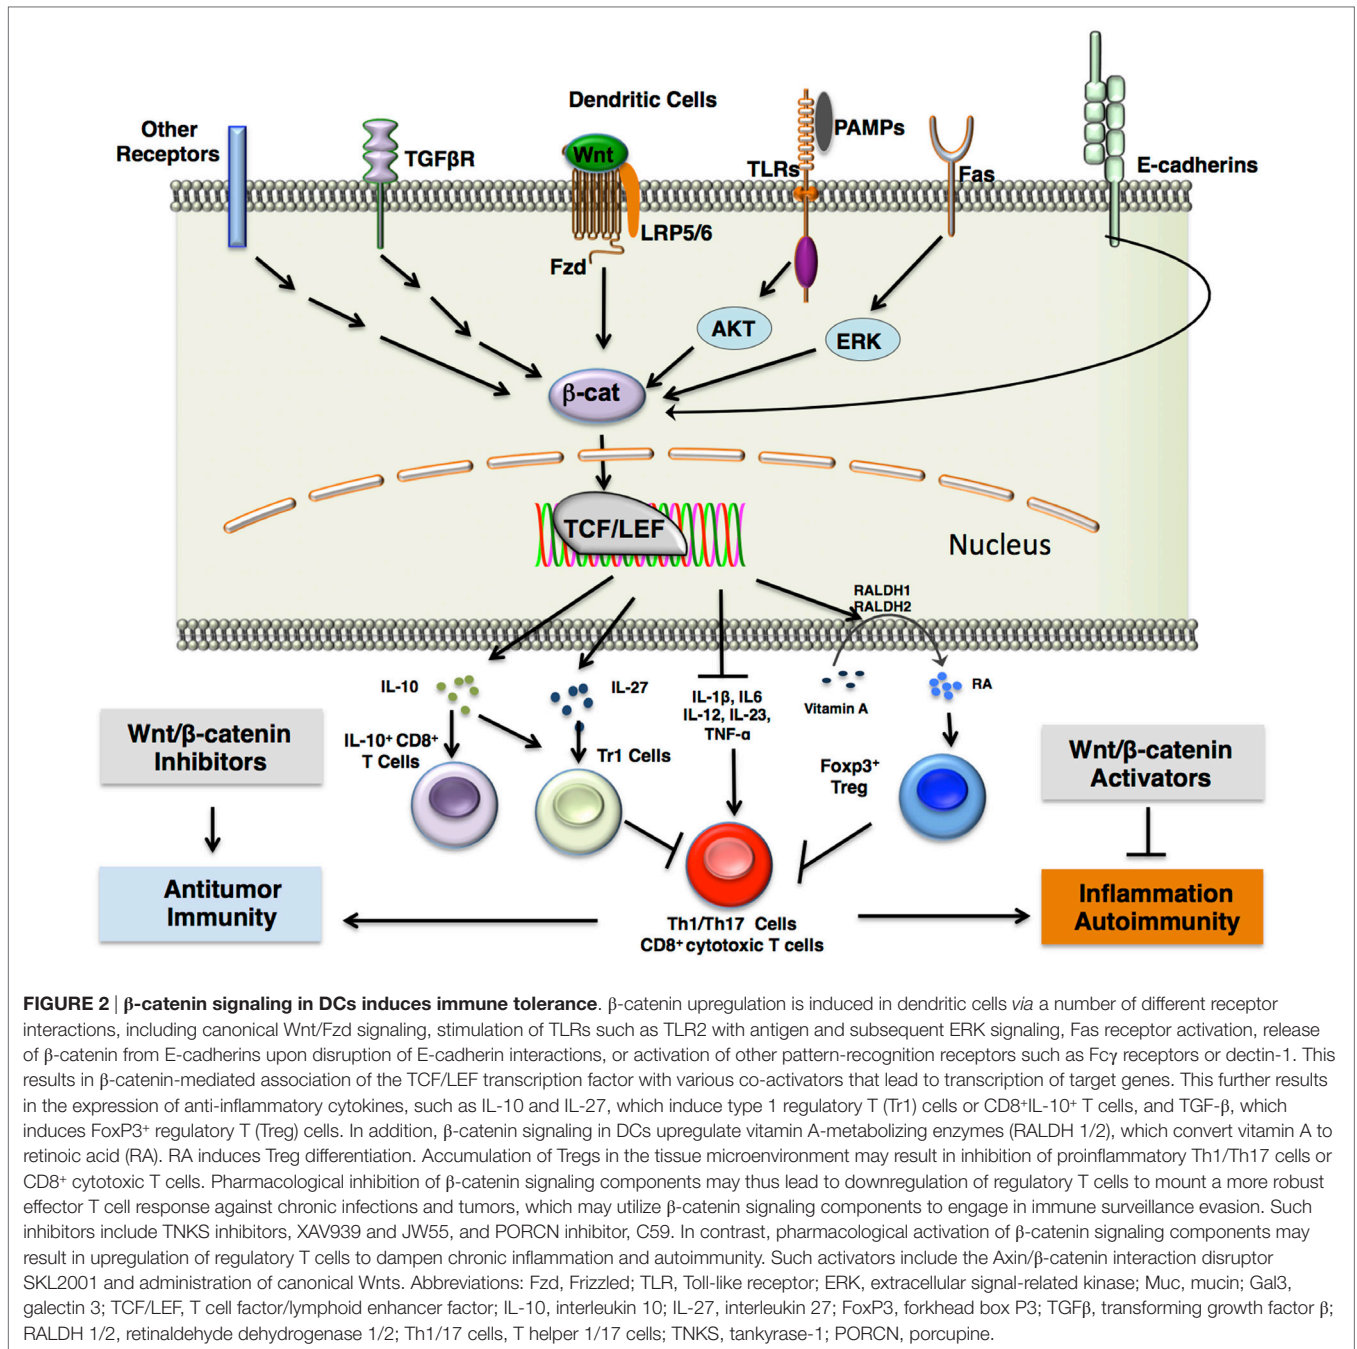 Dendritic Cells
Other
Receptors
TGFβR
Wnt
LRP5/6
Fzd
TLRs
PAMPs
Fas
E-cadherins
AKT
ERK
β-cat
TCF/LEF
Nucleus
RALDH1
RALDH2
IL-10
IL-27
IL-1β, IL6
IL-12, IL-23,
TNF-α
Vitamin A
RA
Wnt/β-catenin
Inhibitors
IL-10⁺ CD8⁺
T Cells
Tr1 Cells
Foxp3⁺
Treg
Wnt/β-catenin
Activators
Antitumor
Immunity
Th1/Th17 Cells
CD8⁺ cytotoxic T cells
Inflammation
Autoimmunity
FIGURE 2 | β-catenin signaling in DCs induces immune tolerance. β-catenin upregulation is induced in dendritic cells via a number of different receptor
interactions, including canonical Wnt/Fzd signaling, stimulation of TLRs such as TLR2 with antigen and subsequent ERK signaling, Fas receptor activation, release
of β-catenin from E-cadherins upon disruption of E-cadherin interactions, or activation of other pattern-recognition receptors such as Fcγ receptors or dectin-1. This
results in β-catenin-mediated association of the TCF/LEF transcription factor with various co-activators that lead to transcription of target genes. This further results
in the expression of anti-inflammatory cytokines, such as IL-10 and IL-27, which induce type 1 regulatory T (Tr1) cells or CD8⁺IL-10⁺ T cells, and TGF-β, which
induces FoxP3⁺ regulatory T (Treg) cells. In addition, β-catenin signaling in DCs upregulate vitamin A-metabolizing enzymes (RALDH 1/2), which convert vitamin A to
retinoic acid (RA). RA induces Treg differentiation. Accumulation of Tregs in the tissue microenvironment may result in inhibition of proinflammatory Th1/Th17 cells or
CD8⁺ cytotoxic T cells. Pharmacological inhibition of β-catenin signaling components may thus lead to downregulation of regulatory T cells to mount a more robust
effector T cell response against chronic infections and tumors, which may utilize β-catenin signaling components to engage in immune surveillance evasion. Such
inhibitors include TNKS inhibitors, XAV939 and JW55, and PORCN inhibitor, C59. In contrast, pharmacological activation of β-catenin signaling components may
result in upregulation of regulatory T cells to dampen chronic inflammation and autoimmunity. Such activators include the Axin/β-catenin interaction disruptor
SKL2001 and administration of canonical Wnts. Abbreviations: Fzd, Frizzled; TLR, Toll-like receptor; ERK, extracellular signal-related kinase; Muc, mucin; Gal3,
galectin 3; TCF/LEF, T cell factor/lymphoid enhancer factor; IL-10, interleukin 10; IL-27, interleukin 27; FoxP3, forkhead box P3; TGFβ, transforming growth factor β;
RALDH 1/2, retinaldehyde dehydrogenase 1/2; Th1/17 cells, T helper 1/17 cells; TNKS, tankyrase-1; PORCN, porcupine.